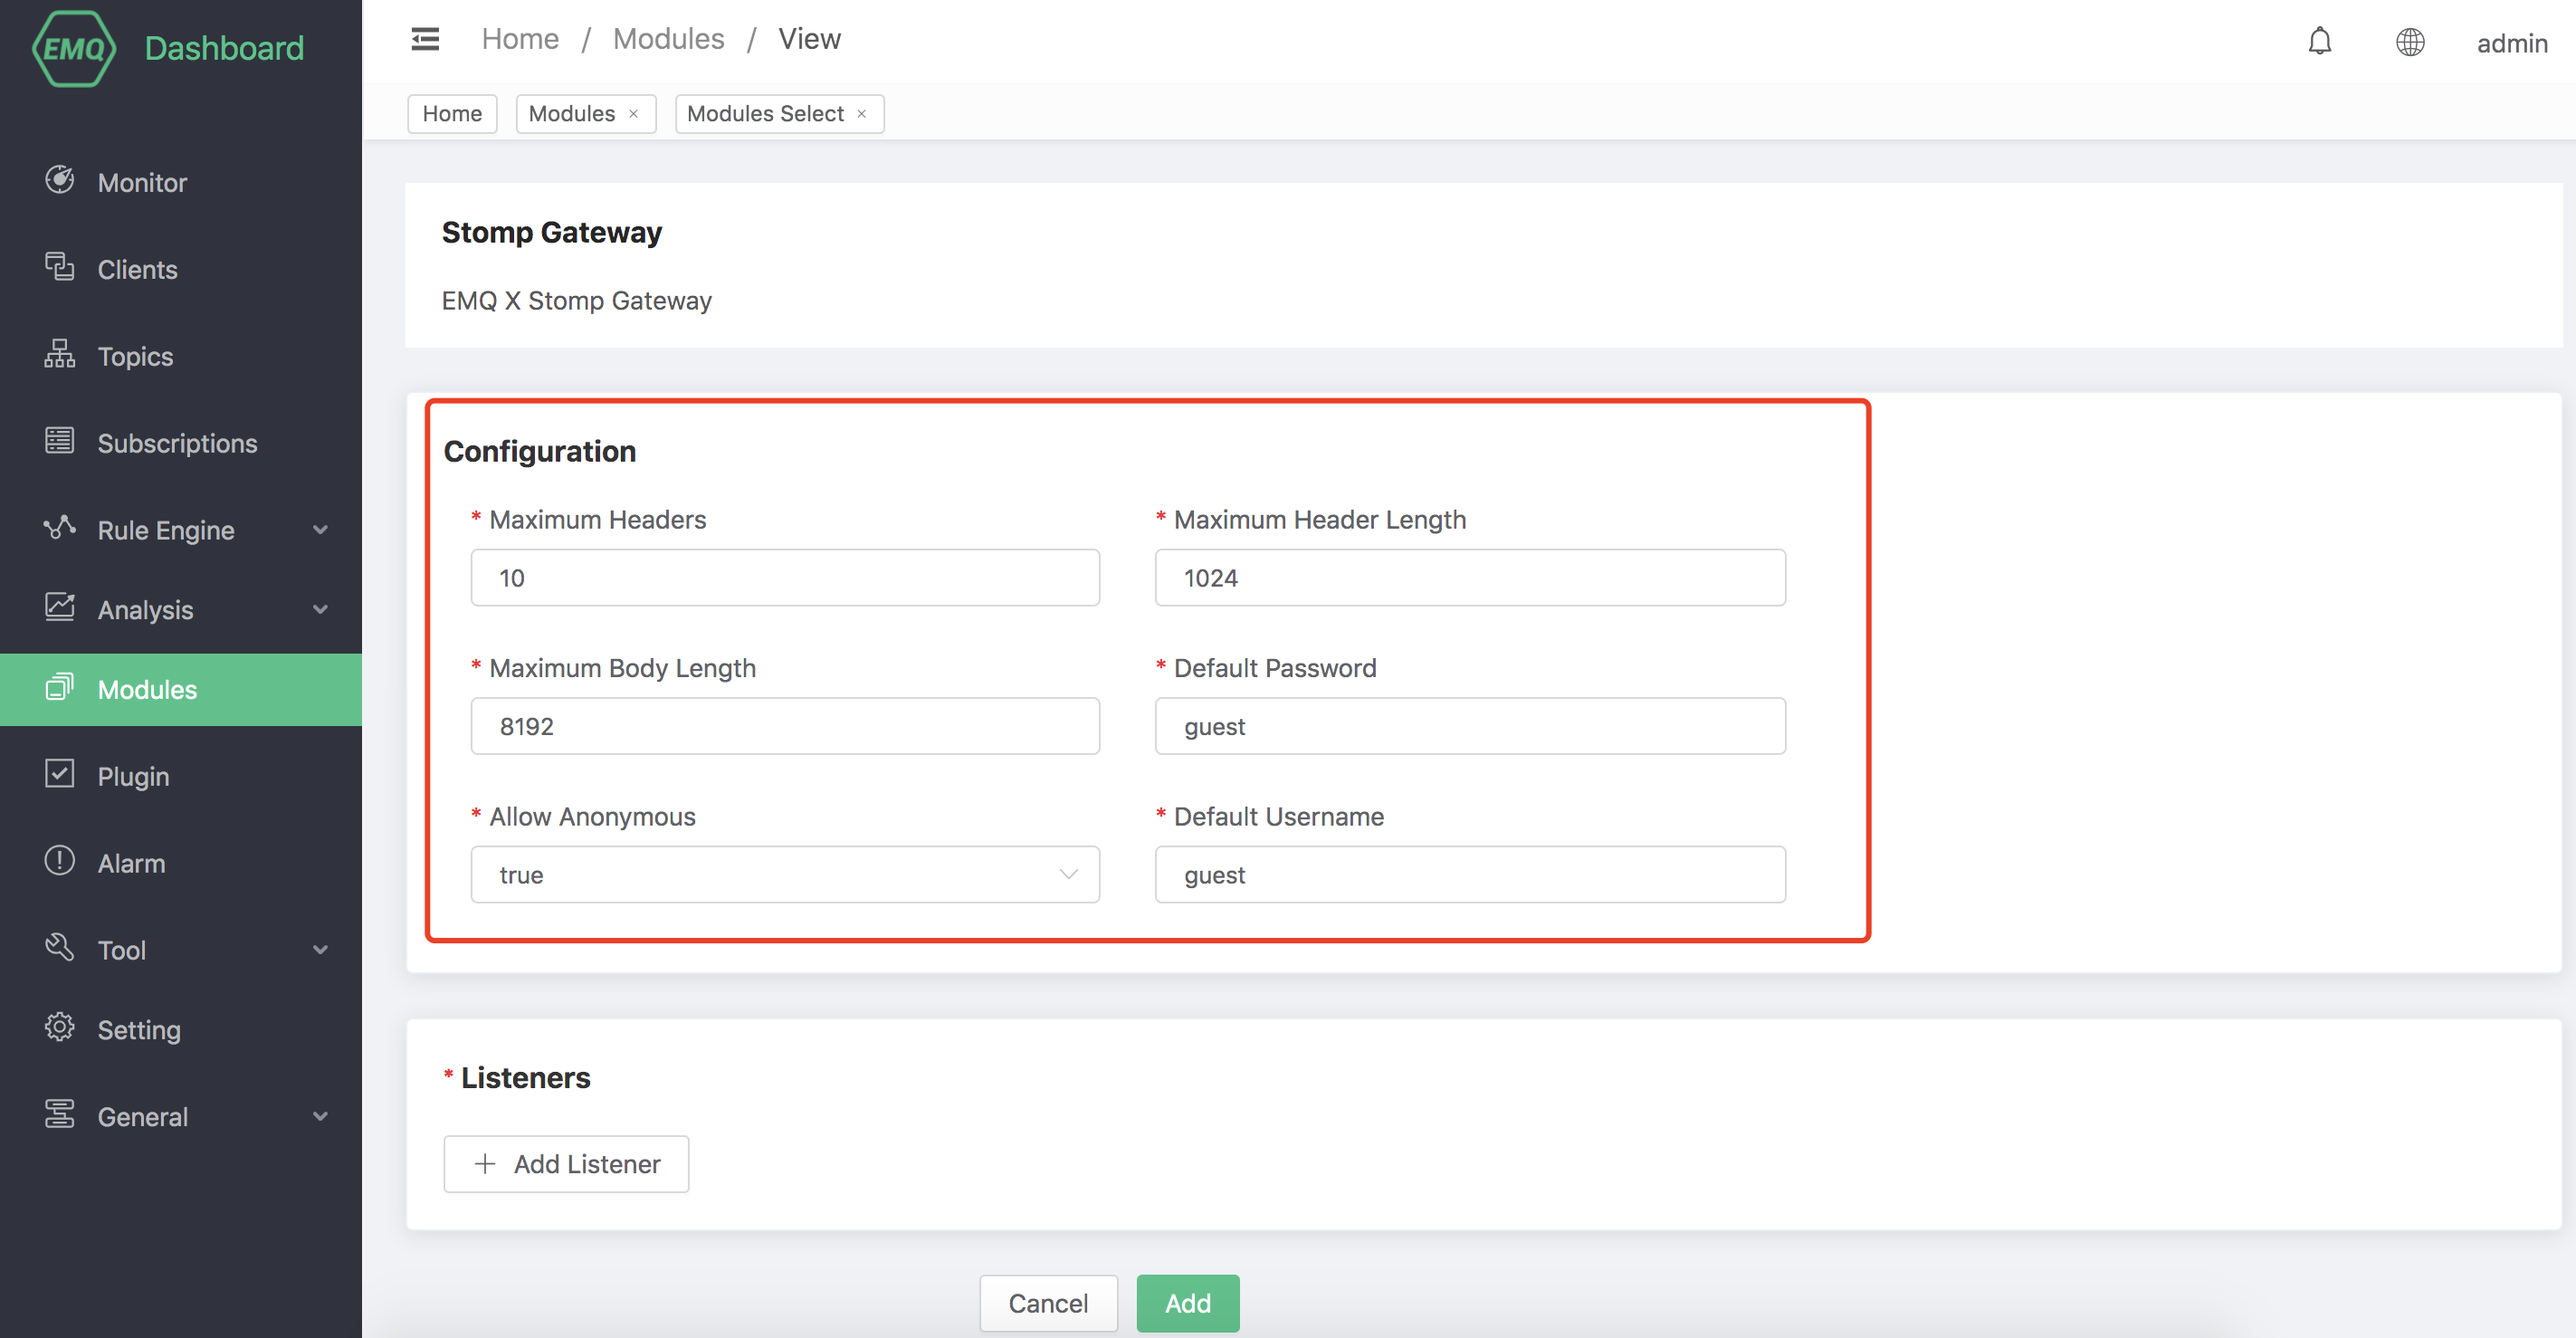 EMQ Dashboard
Home / Modules / View
admin
Home
Modules ×
Modules Select ×
Monitor
Clients
Topics
Subscriptions
Rule Engine
Analysis
Modules
Plugin
Alarm
Tool
Setting
General
Stomp Gateway
EMQ X Stomp Gateway
Configuration
* Maximum Headers
10
* Maximum Header Length
1024
* Maximum Body Length
8192
* Default Password
guest
* Allow Anonymous
true
* Default Username
guest
* Listeners
+ Add Listener
Cancel
Add